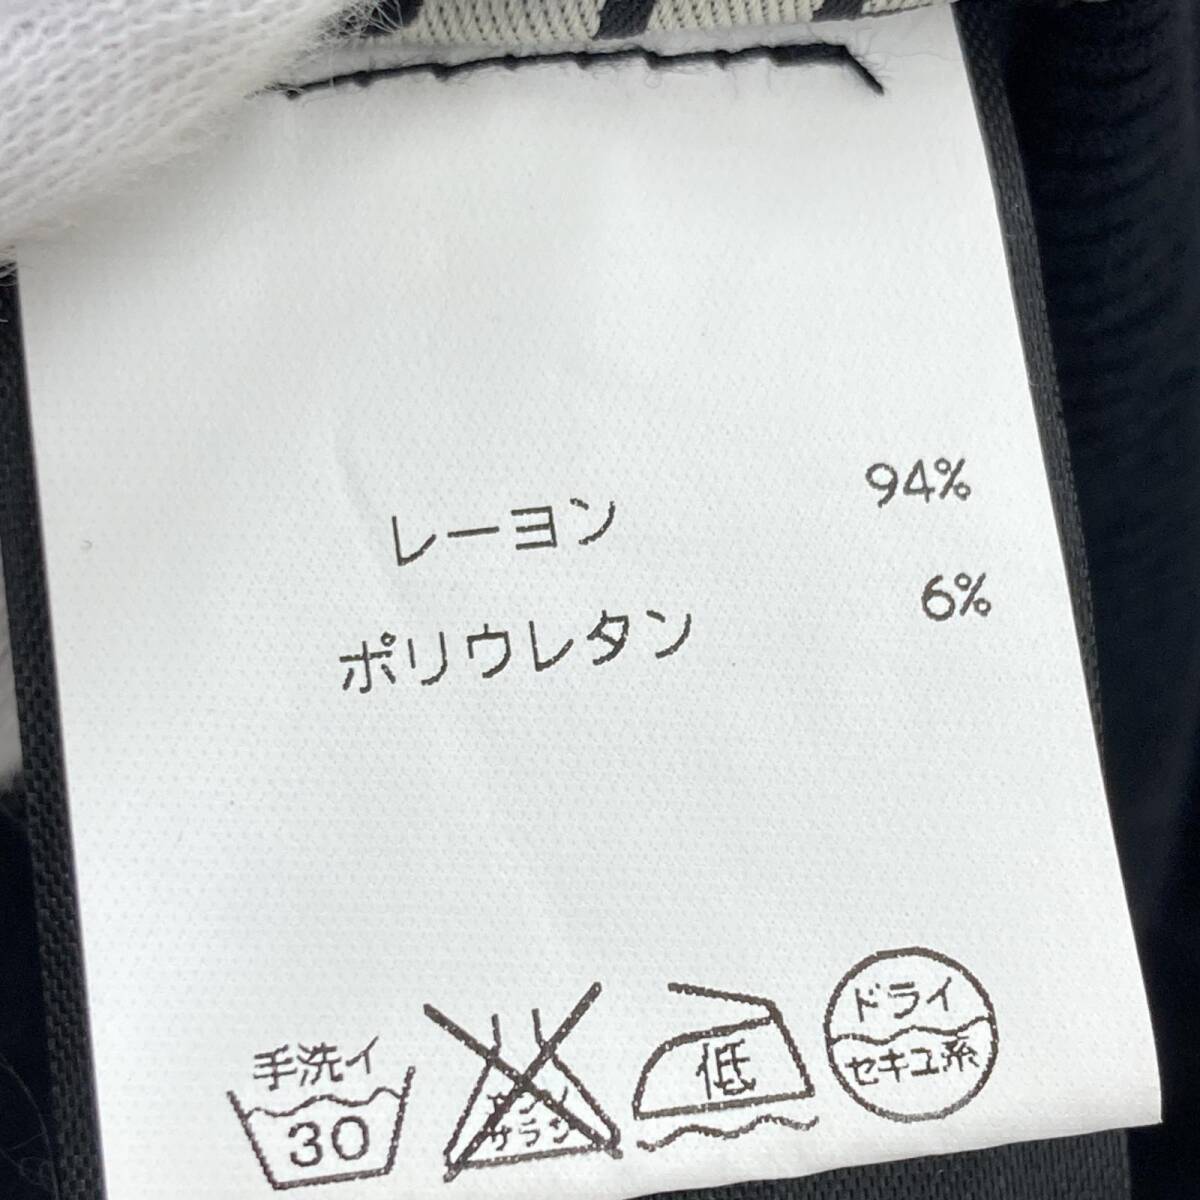 レーヨン 94%
ポリウレタン 6%
手洗イ
30
エンソ
サラシ
低
ドライ
セキユ系